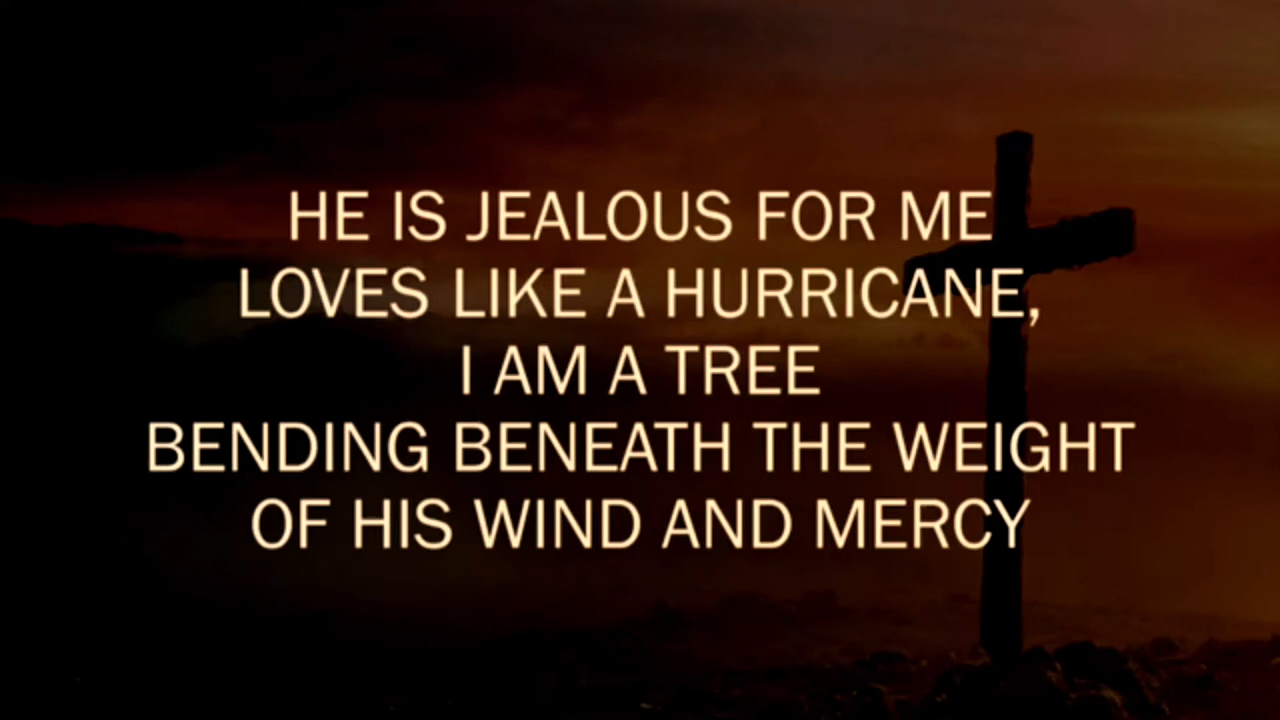 HE IS JEALOUS FOR ME
LOVES LIKE A HURRICANE,
I AM A TREE
BENDING BENEATH THE WEIGHT
OF HIS WIND AND MERCY